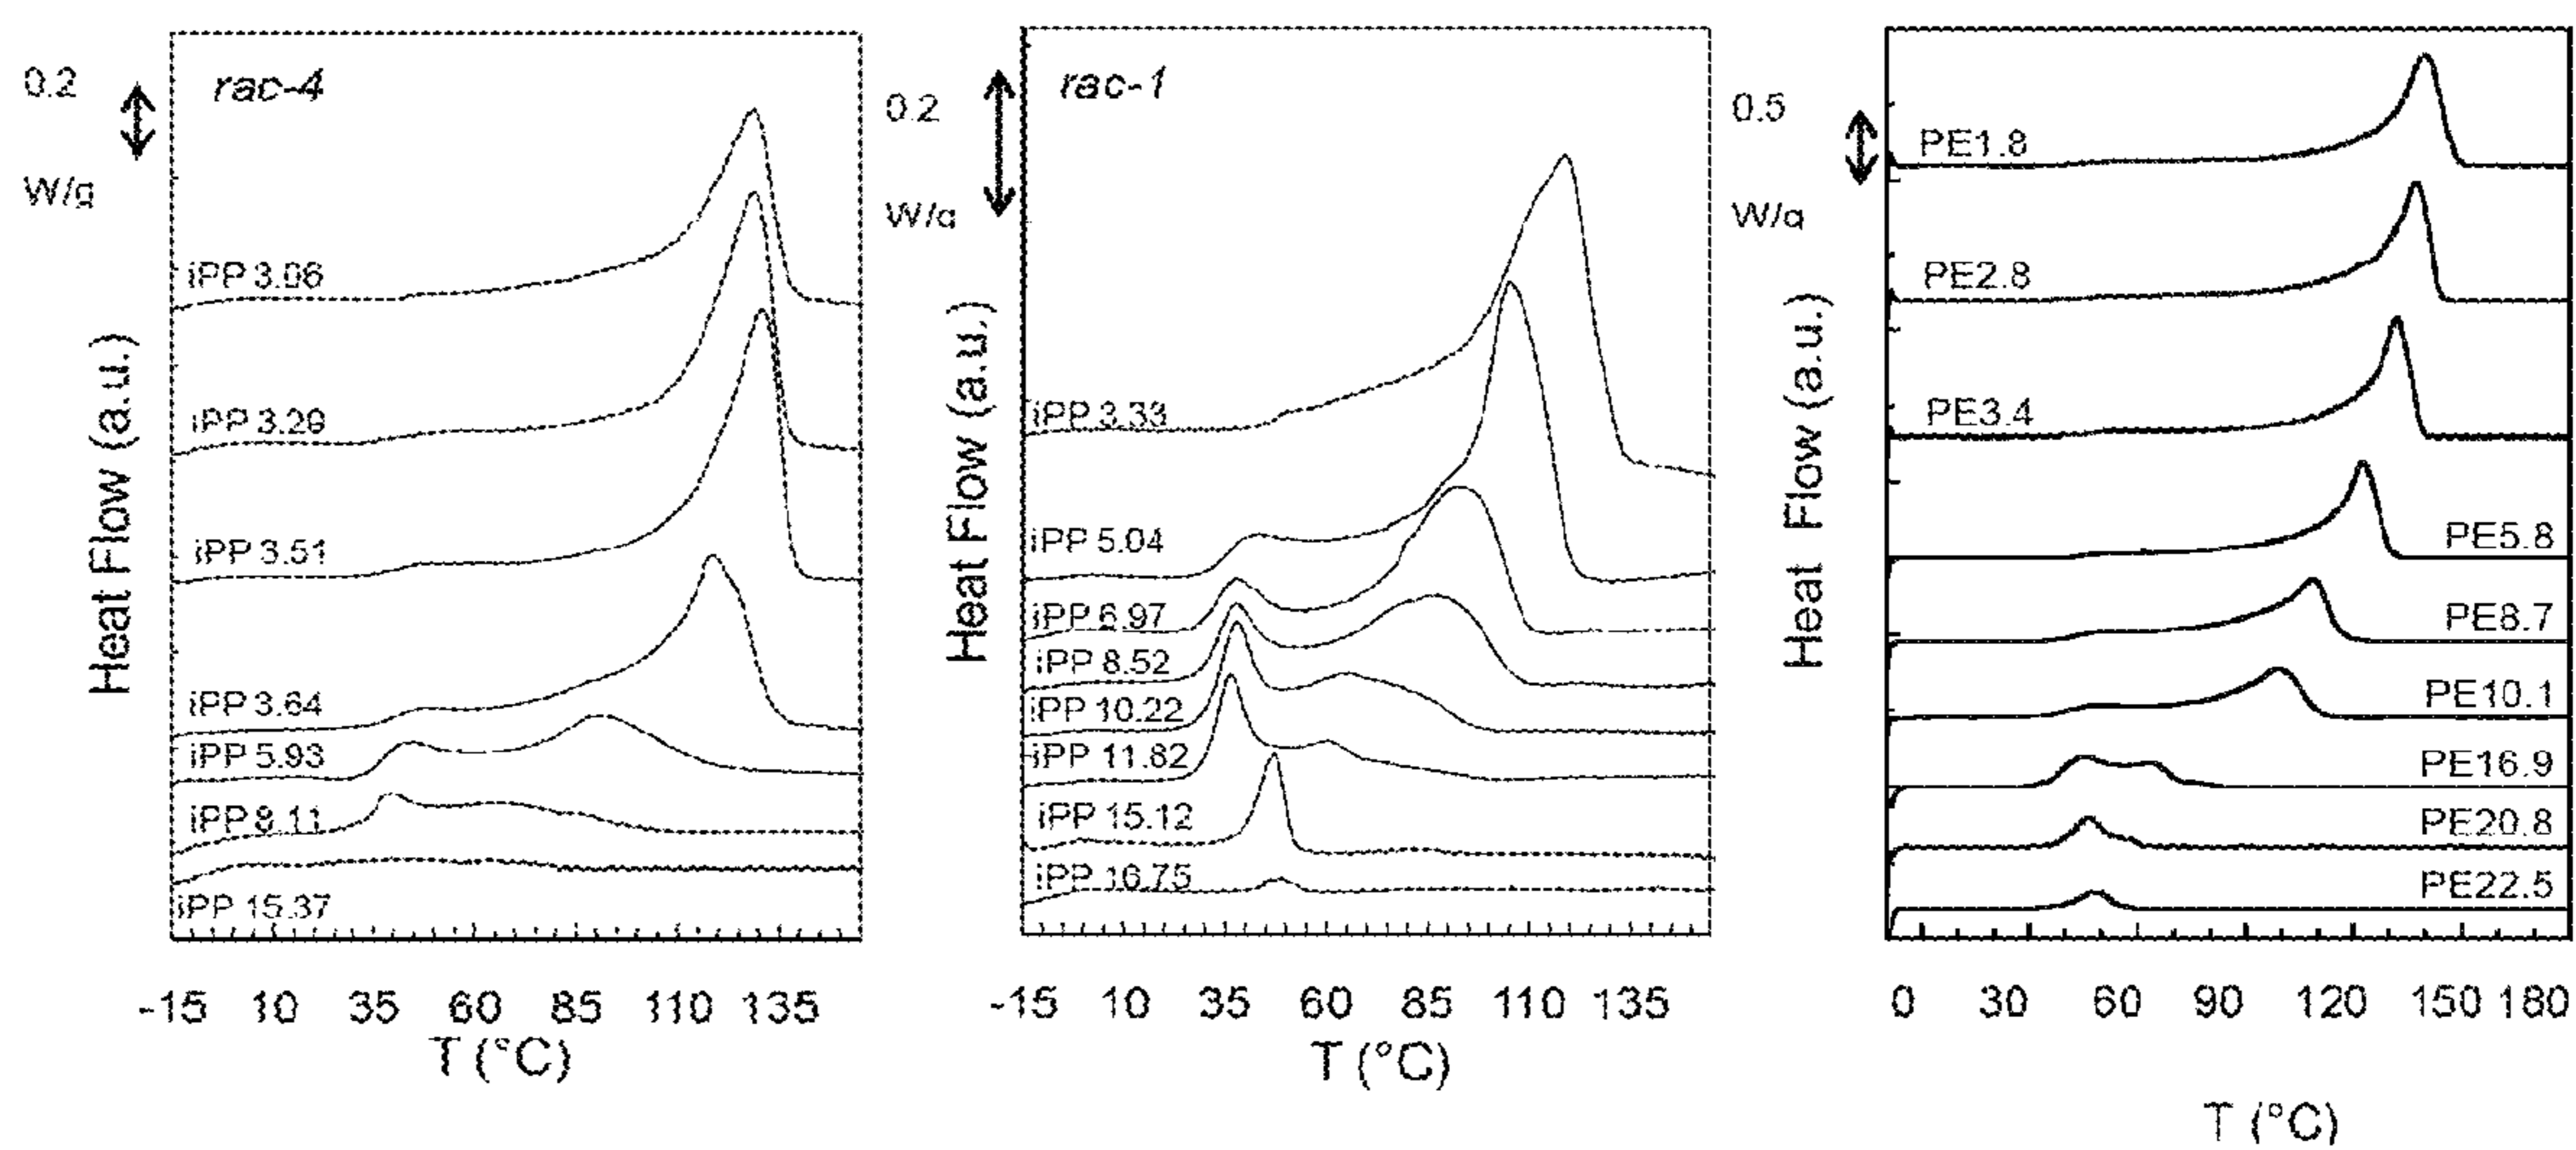 0.2
W/g
rac-4
iPP 3.06
iPP 3.29
iPP 3.51
iPP 3.64
iPP 5.93
iPP 8.11
iPP 15.37
Heat Flow (a.u.)
-15 10 35 60 85 110 135
T (°C)
0.2
W/g
rac-1
iPP 3.33
iPP 5.04
iPP 6.97
iPP 8.52
iPP 10.22
iPP 11.82
iPP 15.12
iPP 16.75
Heat Flow (a.u.)
-15 10 35 60 85 110 135
T (°C)
0.5
W/g
PE1.8
PE2.8
PE3.4
PE5.8
PE8.7
PE10.1
PE16.9
PE20.8
PE22.5
Heat Flow (a.u.)
0 30 60 90 120 150 180
T (°C)